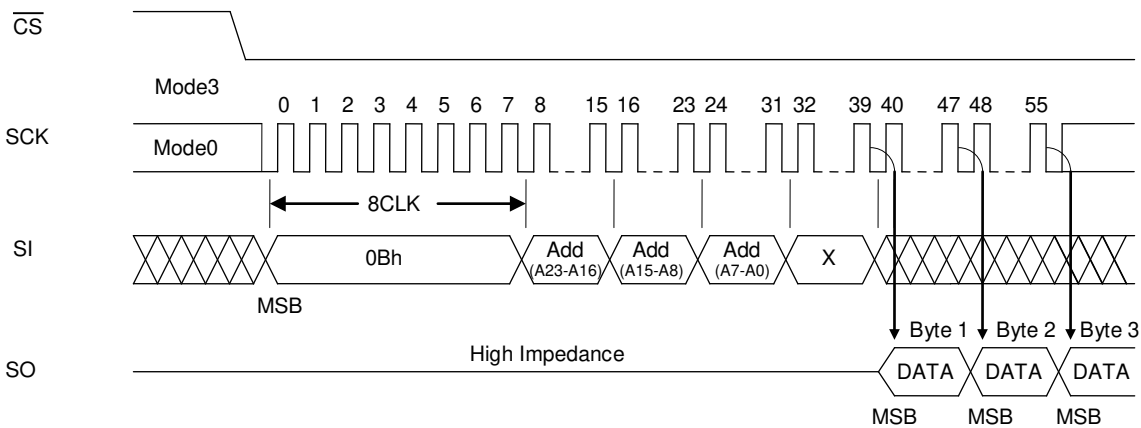 CS
Mode3
0 1 2 3 4 5 6 7 8 15 16 23 24 31 32 39 40 47 48 55
SCK
Mode0
8CLK
SI
0Bh
Add
(A23-A16)
Add
(A15-A8)
Add
(A7-A0)
X
MSB
Byte 1 Byte 2 Byte 3
High Impedance
SO
DATA DATA DATA
MSB MSB MSB